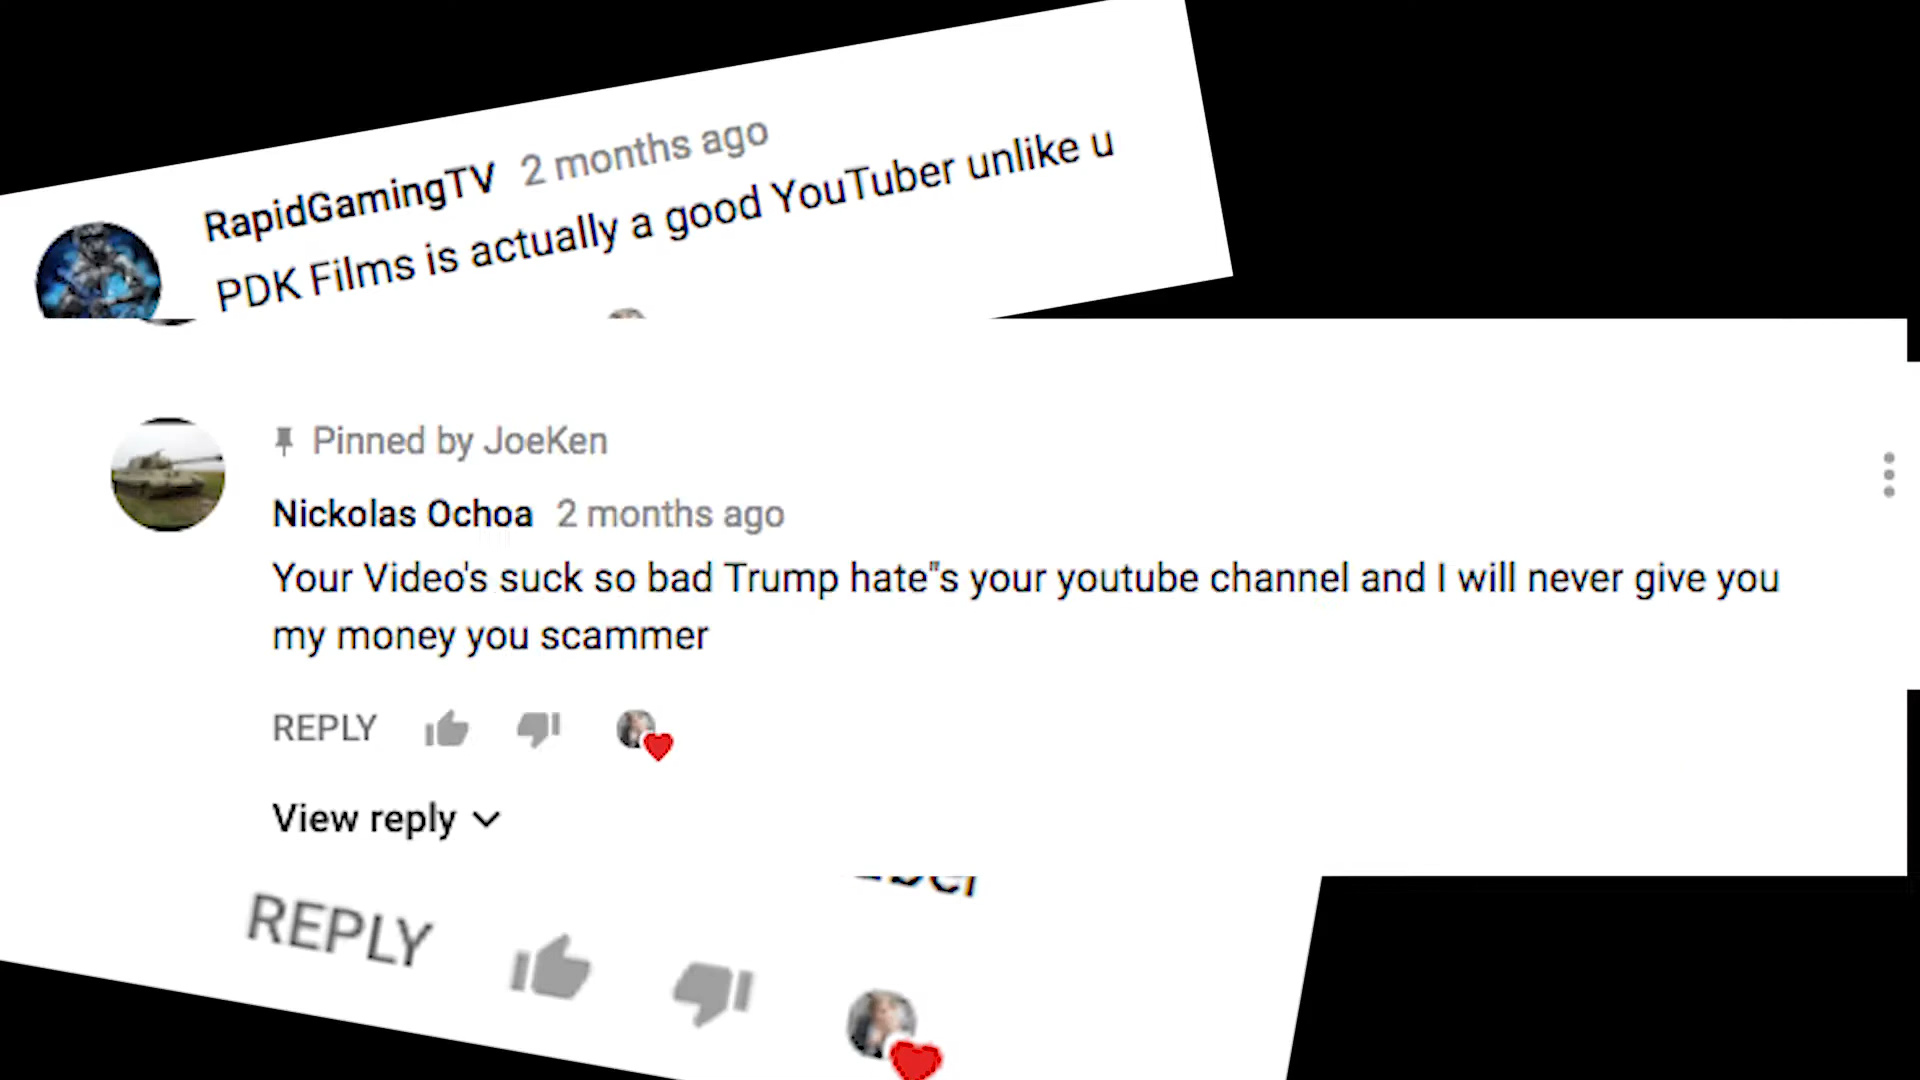 RapidGamingTV 2 months ago
PDK Films is actually a good YouTuber unlike u
Pinned by JoeKen
Nickolas Ochoa 2 months ago
Your Video's suck so bad Trump hate"s your youtube channel and I will never give you
my money you scammer
REPLY
View reply
REPLY